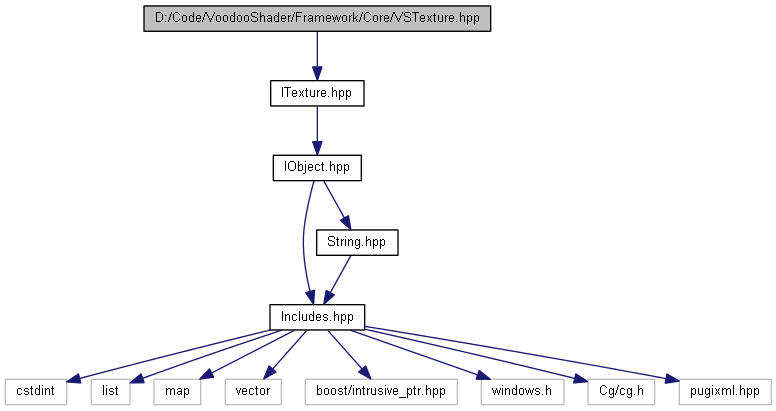 D:/Code/VoodooShader/Framework/Core/VSTexture.hpp
ITexture.hpp
IObject.hpp
String.hpp
Includes.hpp
cstdint
list
map
vector
boost/intrusive_ptr.hpp
windows.h
Cg/cg.h
pugixml.hpp